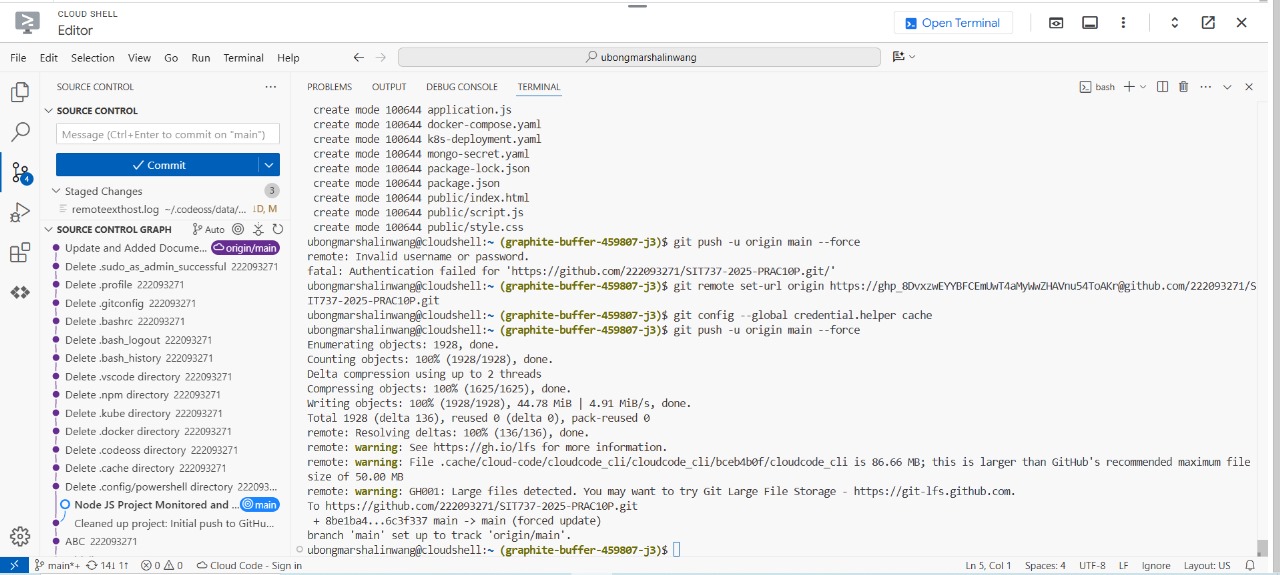 CLOUD SHELL
Editor
Open Terminal
File Edit Selection View Go Run Terminal Help
ubongmarshalinwang
SOURCE CONTROL
SOURCE CONTROL
Message (Ctrl+Enter to commit on "main")
Commit
Staged Changes 3
remoteexthost.log ~/.codeoss/data/... ↓D, M
SOURCE CONTROL GRAPH Auto
Update and Added Docume... origin/main
Delete .sudo_as_admin_successful 222093271
Delete .profile 222093271
Delete .gitconfig 222093271
Delete .bashrc 222093271
Delete .bash_logout 222093271
Delete .bash_history 222093271
Delete .vscode directory 222093271
Delete .npm directory 222093271
Delete .kube directory 222093271
Delete .docker directory 222093271
Delete .codeoss directory 222093271
Delete .cache directory 222093271
Delete .config/powershell directory 222093...
Node JS Project Monitored and ... main
Cleaned up project: Initial push to GitHu...
ABC 222093271
4
PROBLEMS OUTPUT DEBUG CONSOLE TERMINAL
bash
create mode 100644 application.js
create mode 100644 docker-compose.yaml
create mode 100644 k8s-deployment.yaml
create mode 100644 mongo-secret.yaml
create mode 100644 package-lock.json
create mode 100644 package.json
create mode 100644 public/index.html
create mode 100644 public/script.js
create mode 100644 public/style.css
ubongmarshalinwang@cloudshell:~ (graphite-buffer-459807-j3)$ git push -u origin main --force
remote: Invalid username or password.
fatal: Authentication failed for 'https://github.com/222093271/SIT737-2025-PRAC10P.git/'
ubongmarshalinwang@cloudshell:~ (graphite-buffer-459807-j3)$ git remote set-url origin https://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@github.com/222093271/S
IT737-2025-PRAC10P.git
ubongmarshalinwang@cloudshell:~ (graphite-buffer-459807-j3)$ git config --global credential.helper cache
ubongmarshalinwang@cloudshell:~ (graphite-buffer-459807-j3)$ git push -u origin main --force
Enumerating objects: 1928, done.
Counting objects: 100% (1928/1928), done.
Delta compression using up to 2 threads
Compressing objects: 100% (1625/1625), done.
Writing objects: 100% (1928/1928), 44.78 MiB | 4.91 MiB/s, done.
Total 1928 (delta 136), reused 0 (delta 0), pack-reused 0
remote: Resolving deltas: 100% (136/136), done.
remote: warning: See https://gh.io/lfs for more information.
remote: warning: File .cache/cloud-code/cloudcode_cli/cloudcode_cli/bceb4b0f/cloudcode_cli is 86.66 MB; this is larger than GitHub's recommended maximum file
size of 50.00 MB
remote: warning: GH001: Large files detected. You may want to try Git Large File Storage - https://git-lfs.github.com.
To https://github.com/222093271/SIT737-2025-PRAC10P.git
+ 8be1ba4...6c3f337 main -> main (forced update)
branch 'main' set up to track 'origin/main'.
ubongmarshalinwang@cloudshell:~ (graphite-buffer-459807-j3)$
main*+ 14↓ 1↑ 0 0 Cloud Code - Sign in
Ln 5, Col 1 Spaces: 4 UTF-8 LF Ignore Layout: US